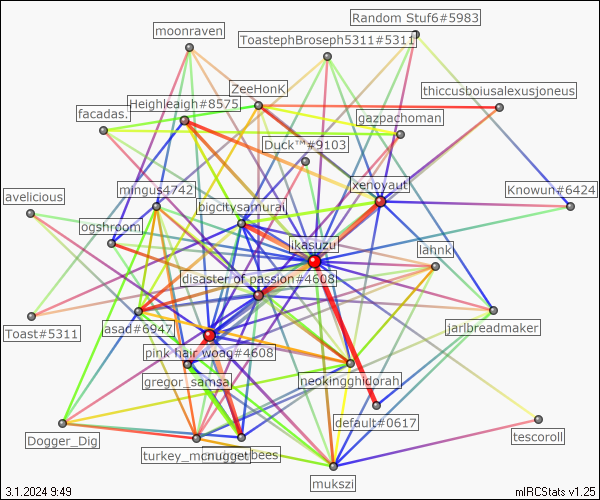 Random Stuf6#5983
moonraven
ToastephBroseph5311#5311
ZeeHonK
thiccusboiusalexusjoneus
Heighleaigh#8575
facadas.
gazpachoman
Duck™#9103
xenoyaut
mingus4742
Knowun#6424
avelicious
bigcitysamurai
ogshroom
ikasuzu
lahnk
disaster of passion#4608
asad#6947
jarlbreadmaker
Toast#5311
pink hair woag#4608
gregor_samsa
neokingghidorah
default#0617
Dogger_Dig
tescoroll
turkey_mcnugget
bees
mukszi
3.1.2024 9:49
mIRCStats v1.25